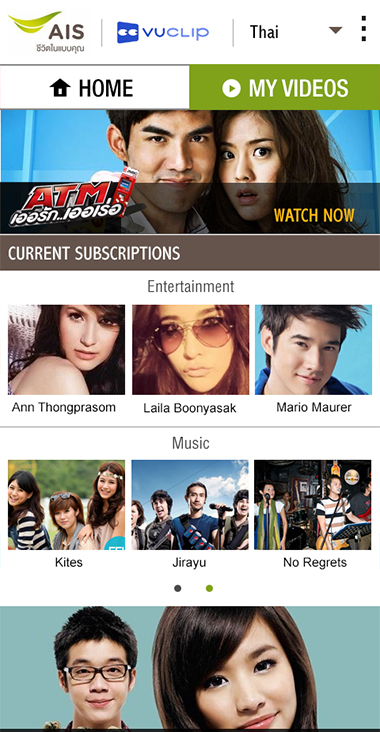 AIS
ชีวิตในแบบคุณ
VUCLIP
Thai
HOME
MY VIDEOS
ATM
เออรัก..เออเร่อ
WATCH NOW
CURRENT SUBSCRIPTIONS
Entertainment
Ann Thongprasom
Laila Boonyasak
Mario Maurer
Music
Kites
Jirayu
No Regrets